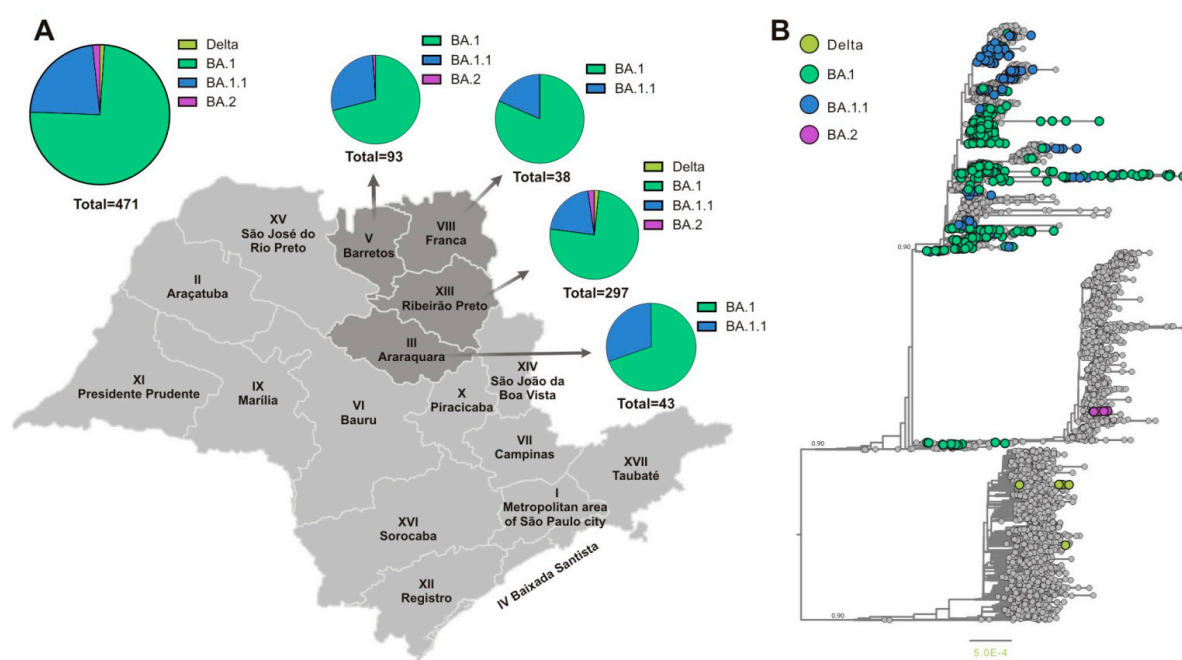 A
Delta
BA.1
BA.1.1
BA.2
Total=471
BA.1
BA.1.1
BA.2
Total=93
BA.1
BA.1.1
Total=38
Delta
BA.1
BA.1.1
BA.2
Total=297
BA.1
BA.1.1
Total=43
XV
São José do
Rio Preto
V
Barretos
VIII
Franca
II
Araçatuba
XIII
Ribeirão Preto
III
Araraquara
XI
Presidente Prudente
IX
Marília
VI
Bauru
X
Piracicaba
XIV
São João da
Boa Vista
VII
Campinas
XVII
Taubaté
I
Metropolitan area
of São Paulo city
XVI
Sorocaba
XII
Registro
IV Baixada Santista
B
Delta
BA.1
BA.1.1
BA.2
0.90
0.90
0.90
5.0E-4